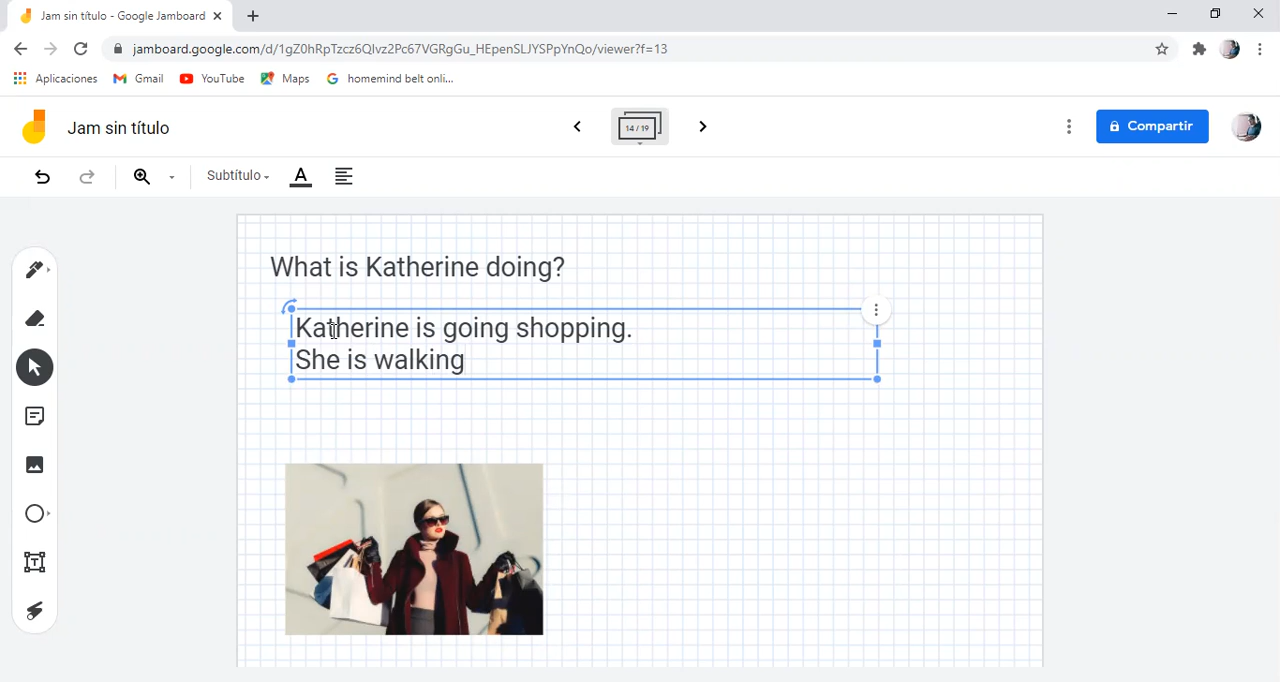 Jam sin título - Google Jamboard
jamboard.google.com/d/1gZ0hRpTzcz6QIvz2Pc67VGRgGu_HEpenSLJYSPpYnQo/viewer?f=13
Aplicaciones Gmail YouTube Maps homemind belt onli...
Jam sin título
14 / 19
Compartir
Subtítulo
A
What is Katherine doing?
Katherine is going shopping.
She is walking